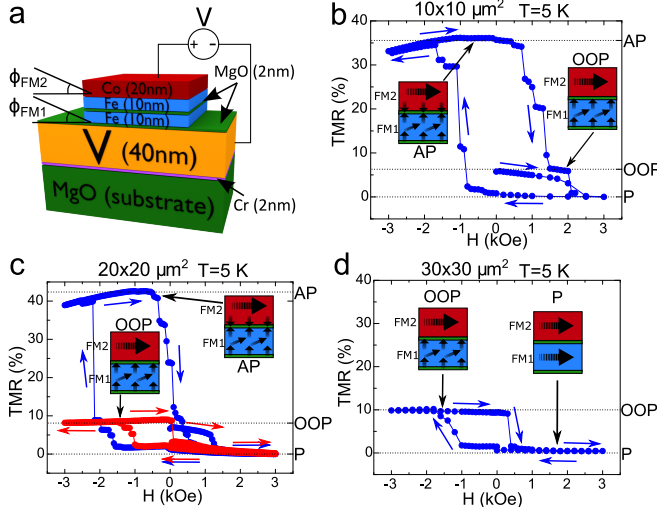 a
V
+ -
MgO (2nm)
ϕFM2
ϕFM1
Co (20nm)
Fe (10nm)
Fe (10nm)
V (40nm)
MgO (substrate)
Cr (2nm)
b
10x10 µm² T=5 K
TMR (%)
35
30
25
20
15
10
5
0
-3 -2 -1 0 1 2 3
H (kOe)
AP
OOP
P
FM2
FM1
AP
OOP
FM2
FM1
c
20x20 µm² T=5 K
TMR (%)
40
30
20
10
0
-3 -2 -1 0 1 2 3
H (kOe)
AP
OOP
P
OOP
FM2
FM1
FM2
FM1
AP
d
30x30 µm² T=5 K
TMR (%)
40
30
20
10
0
-3 -2 -1 0 1 2 3
H (kOe)
OOP
P
OOP
FM2
FM1
P
FM2
FM1